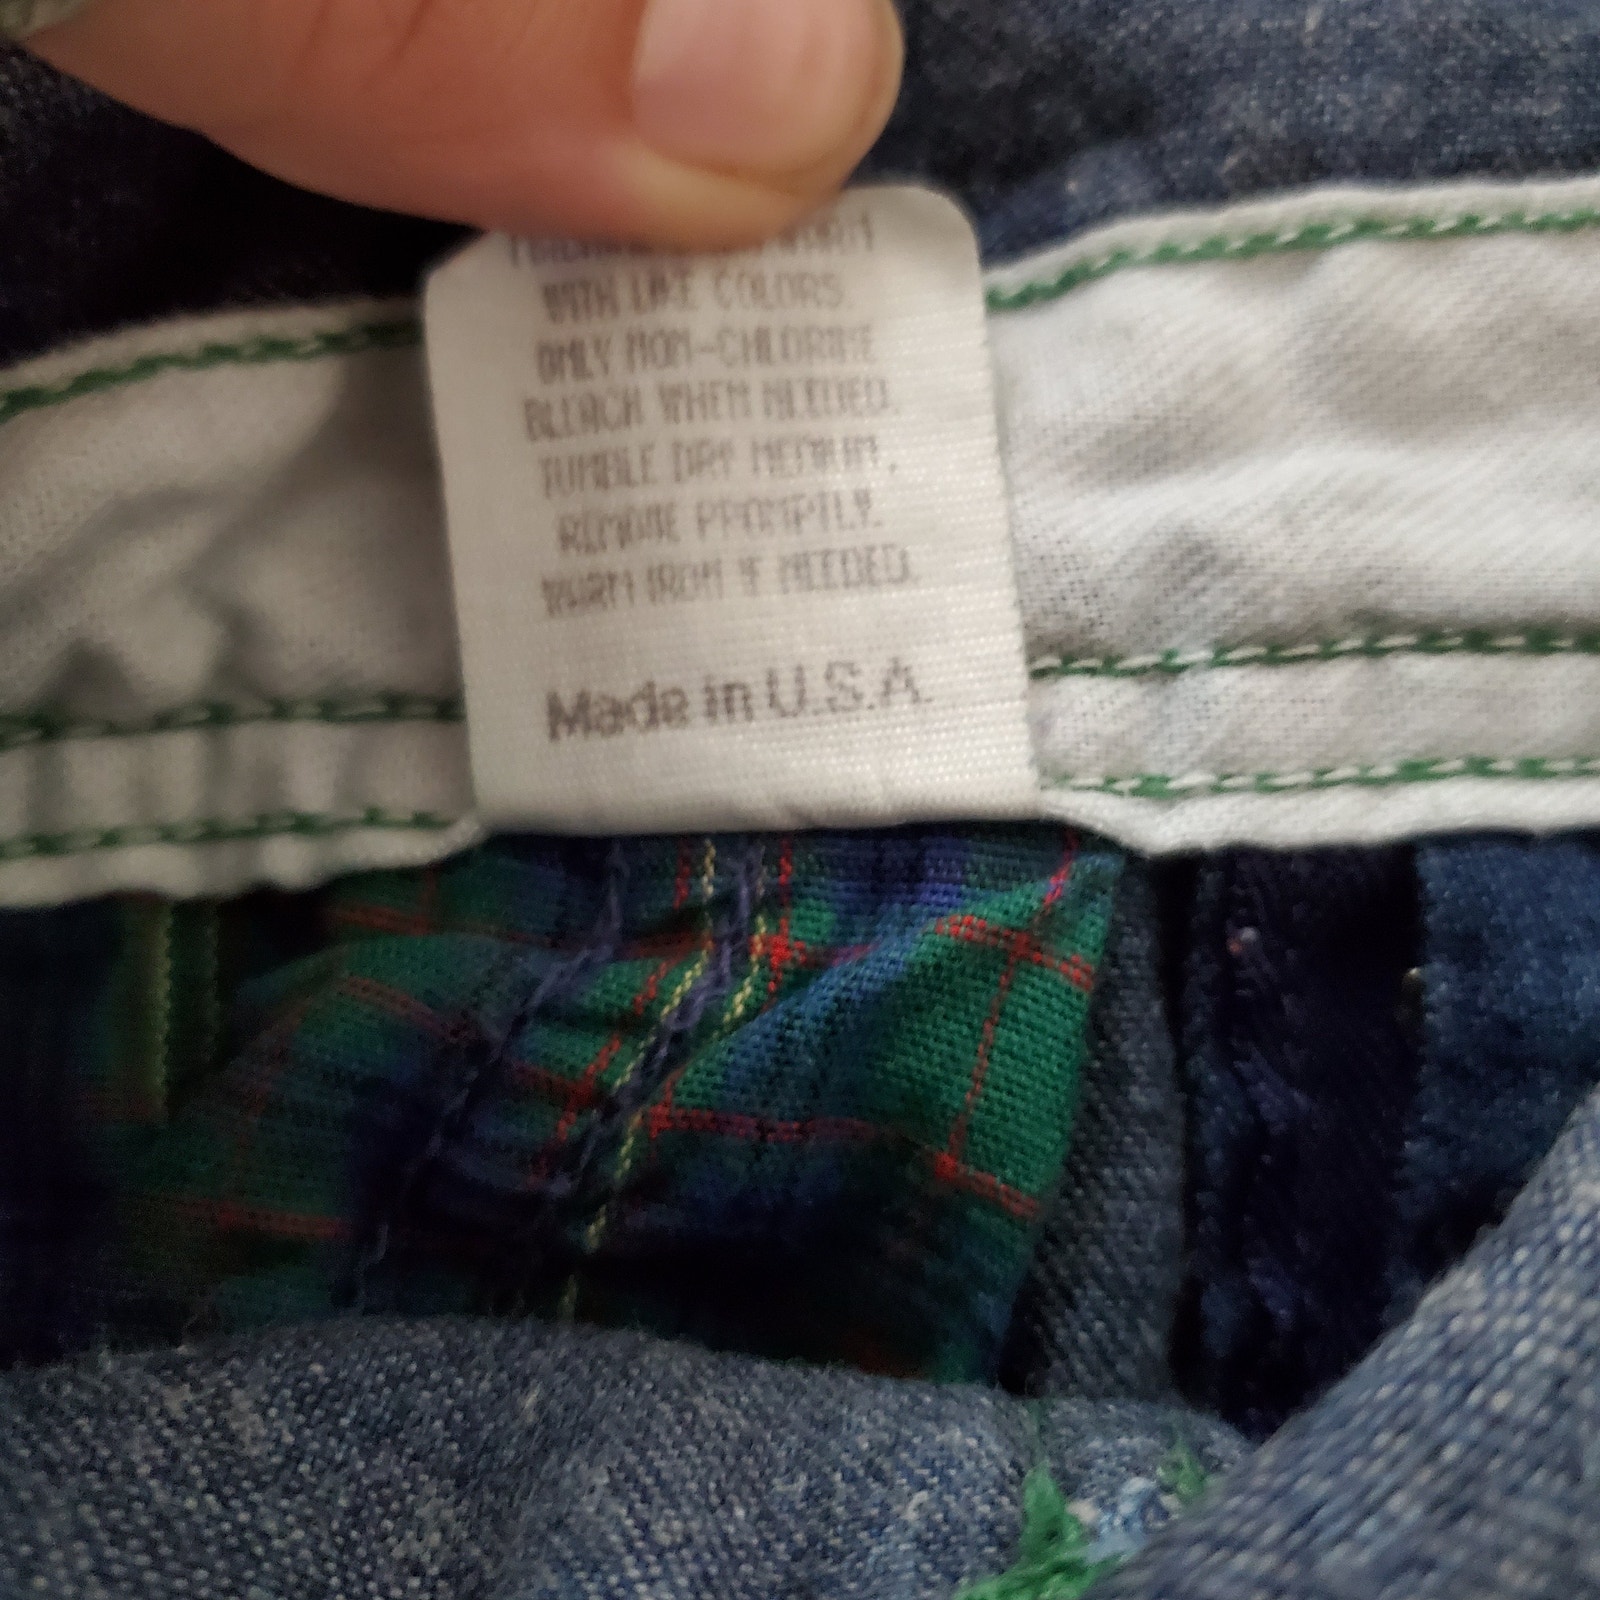 WARM
WITH LIKE COLORS
ONLY NON-CHLORINE
BLEACH WHEN NEEDED.
TUMBLE DRY MEDIUM.
REMOVE PROMPTLY.
WARM IRON IF NEEDED.
Made in U.S.A.